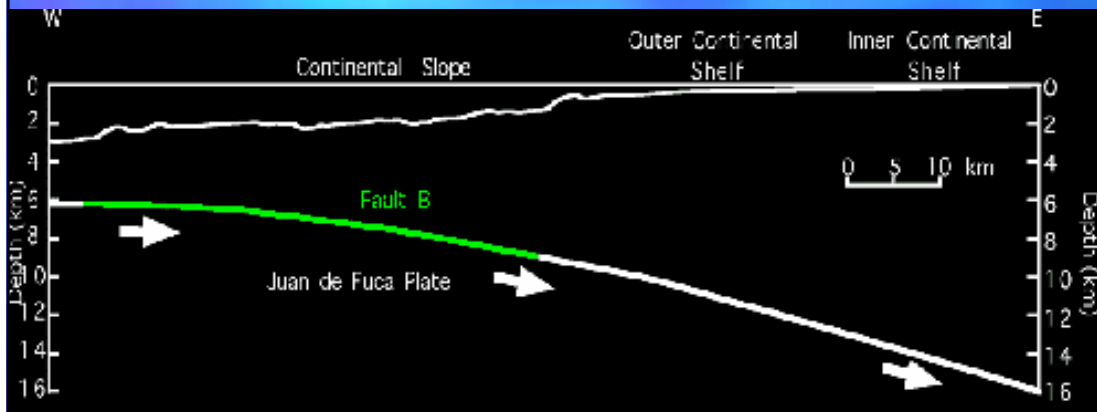 W E
Outer Continental Inner Continental
Continental Slope Shelf Shelf
0 0
2 2
4 0 5 10 km 4
6 Fault B 6
8 8
Juan de Fuca Plate
10 10
12 12
14 14
16 16
Depth (km)
Depth (km)